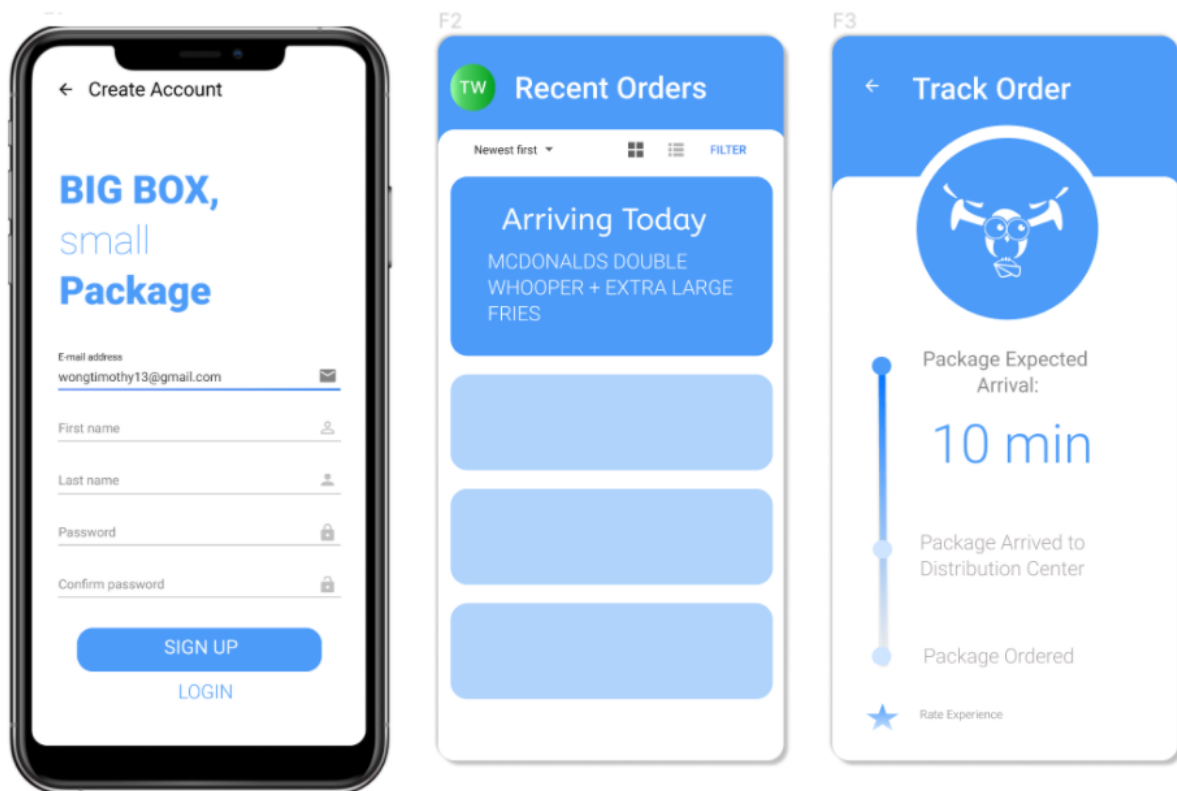 Create Account
BIG BOX,
small
Package
E-mail address
wongtimothy13@gmail.com
First name
Last name
Password
Confirm password
SIGN UP
LOGIN
F2
TW
Recent Orders
Newest first
FILTER
Arriving Today
MCDONALDS DOUBLE
WHOOPER + EXTRA LARGE
FRIES
F3
Track Order
Package Expected
Arrival:
10 min
Package Arrived to
Distribution Center
Package Ordered
Rate Experience